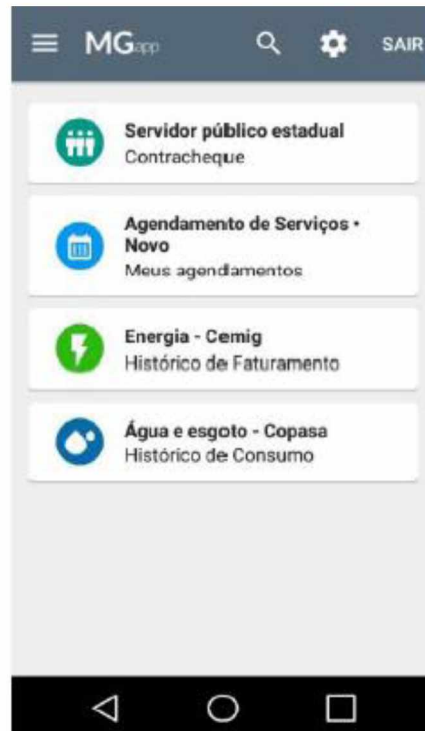 MGapp SAIR
Servidor público estadual
Contracheque
Agendamento de Serviços •
Novo
Meus agendamentos
Energia - Cemig
Histórico de Faturamento
Água e esgoto - Copasa
Histórico de Consumo